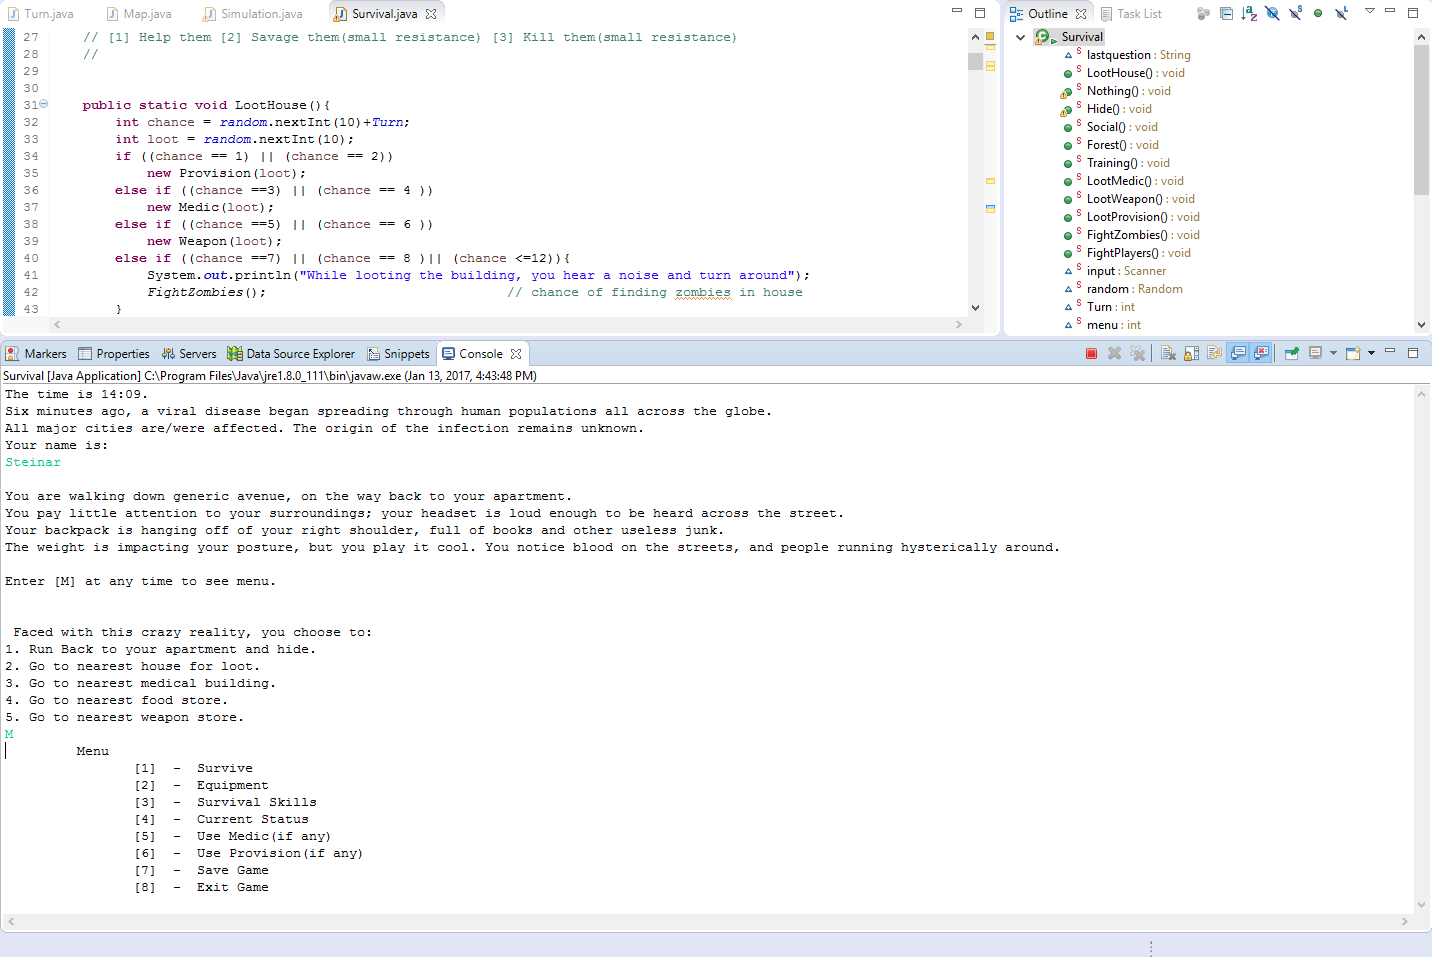 Turn.java Map.java Simulation.java Survival.java
27 // [1] Help them [2] Savage them(small resistance) [3] Kill them(small resistance)
28 //
29
30
31 public static void LootHouse(){
32 int chance = random.nextInt(10)+Turn;
33 int loot = random.nextInt(10);
34 if ((chance == 1) || (chance == 2))
35 new Provision(loot);
36 else if ((chance ==3) || (chance == 4 ))
37 new Medic(loot);
38 else if ((chance ==5) || (chance == 6 ))
39 new Weapon(loot);
40 else if ((chance ==7) || (chance == 8 )|| (chance <=12)){
41 System.out.println("While looting the building, you hear a noise and turn around");
42 FightZombies(); // chance of finding zombies in house
43 }
Outline Task List
Survival
lastquestion : String
LootHouse() : void
Nothing() : void
Hide() : void
Social() : void
Forest() : void
Training() : void
LootMedic() : void
LootWeapon() : void
LootProvision() : void
FightZombies() : void
FightPlayers() : void
input : Scanner
random : Random
Turn : int
menu : int
Markers Properties Servers Data Source Explorer Snippets Console
Survival [Java Application] C:\Program Files\Java\jre1.8.0_111\bin\javaw.exe (Jan 13, 2017, 4:43:48 PM)
The time is 14:09.
Six minutes ago, a viral disease began spreading through human populations all across the globe.
All major cities are/were affected. The origin of the infection remains unknown.
Your name is:
Steinar
You are walking down generic avenue, on the way back to your apartment.
You pay little attention to your surroundings; your headset is loud enough to be heard across the street.
Your backpack is hanging off of your right shoulder, full of books and other useless junk.
The weight is impacting your posture, but you play it cool. You notice blood on the streets, and people running hysterically around.
Enter [M] at any time to see menu.
Faced with this crazy reality, you choose to:
1. Run Back to your apartment and hide.
2. Go to nearest house for loot.
3. Go to nearest medical building.
4. Go to nearest food store.
5. Go to nearest weapon store.
M
Menu
[1] - Survive
[2] - Equipment
[3] - Survival Skills
[4] - Current Status
[5] - Use Medic(if any)
[6] - Use Provision(if any)
[7] - Save Game
[8] - Exit Game